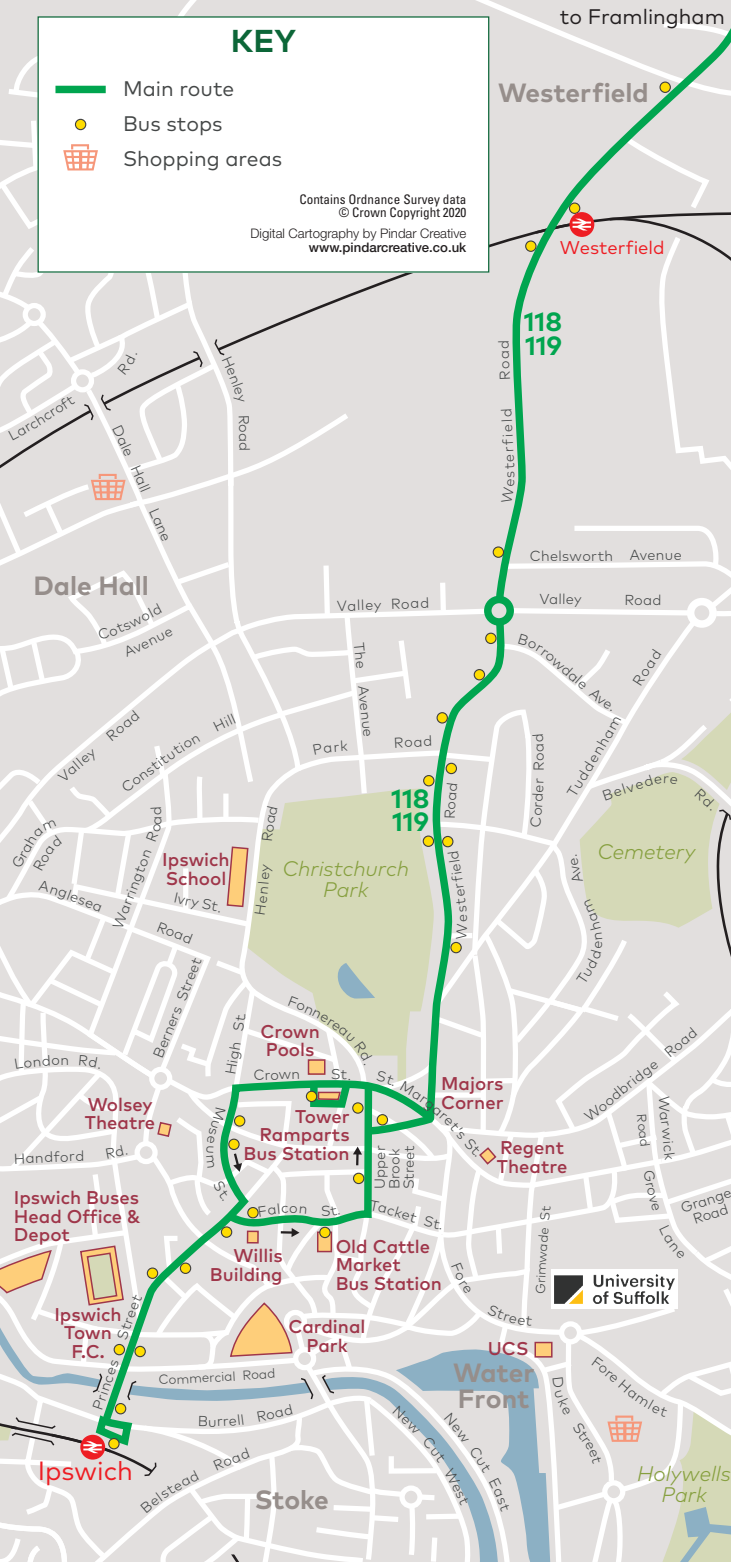 to Framlingham
KEY
Main route
Bus stops
Shopping areas
Contains Ordnance Survey data
© Crown Copyright 2020
Digital Cartography by Pindar Creative
www.pindarcreative.co.uk
Westerfield
Westerfield
118
119
Westerfield Road
Larchcroft Rd.
Henley Road
Dale Hall Lane
Dale Hall
Chelsworth Avenue
Valley Road
Valley Road
Cotswold
Avenue
The Avenue
Borrowdale Ave.
Tuddenham Road
Valley Road
Constitution Hill
Park Road
118
119
Westerfield Road
Corder Road
Belvedere Rd.
Graham
Road
Warrington Road
Henley Road
Ipswich
School
Ivry St.
Anglesea Road
Christchurch
Park
Cemetery
Tuddenham Ave.
Berners Street
High St.
Fonnereau Rd.
London Rd.
Crown
Pools
Crown St.
St. Margaret's St.
Majors
Corner
Woodbridge Road
Warwick
Road
Wolsey
Theatre
Museum St.
Tower
Ramparts
Bus Station
Upper
Brook
Street
Regent
Theatre
Handford Rd.
Grove Lane
Grange
Road
Ipswich Buses
Head Office &
Depot
Falcon St.
Tacket St.
Grimwade St
Willis
Building
Old Cattle
Market
Bus Station
Fore Street
University
of Suffolk
Ipswich
Town
F.C.
Princes Street
Cardinal
Park
UCS
Water
Front
Fore Hamlet
Commercial Road
Burrell Road
Duke Street
New Cut West
New Cut East
Ipswich
Belstead Road
Stoke
Holywells
Park